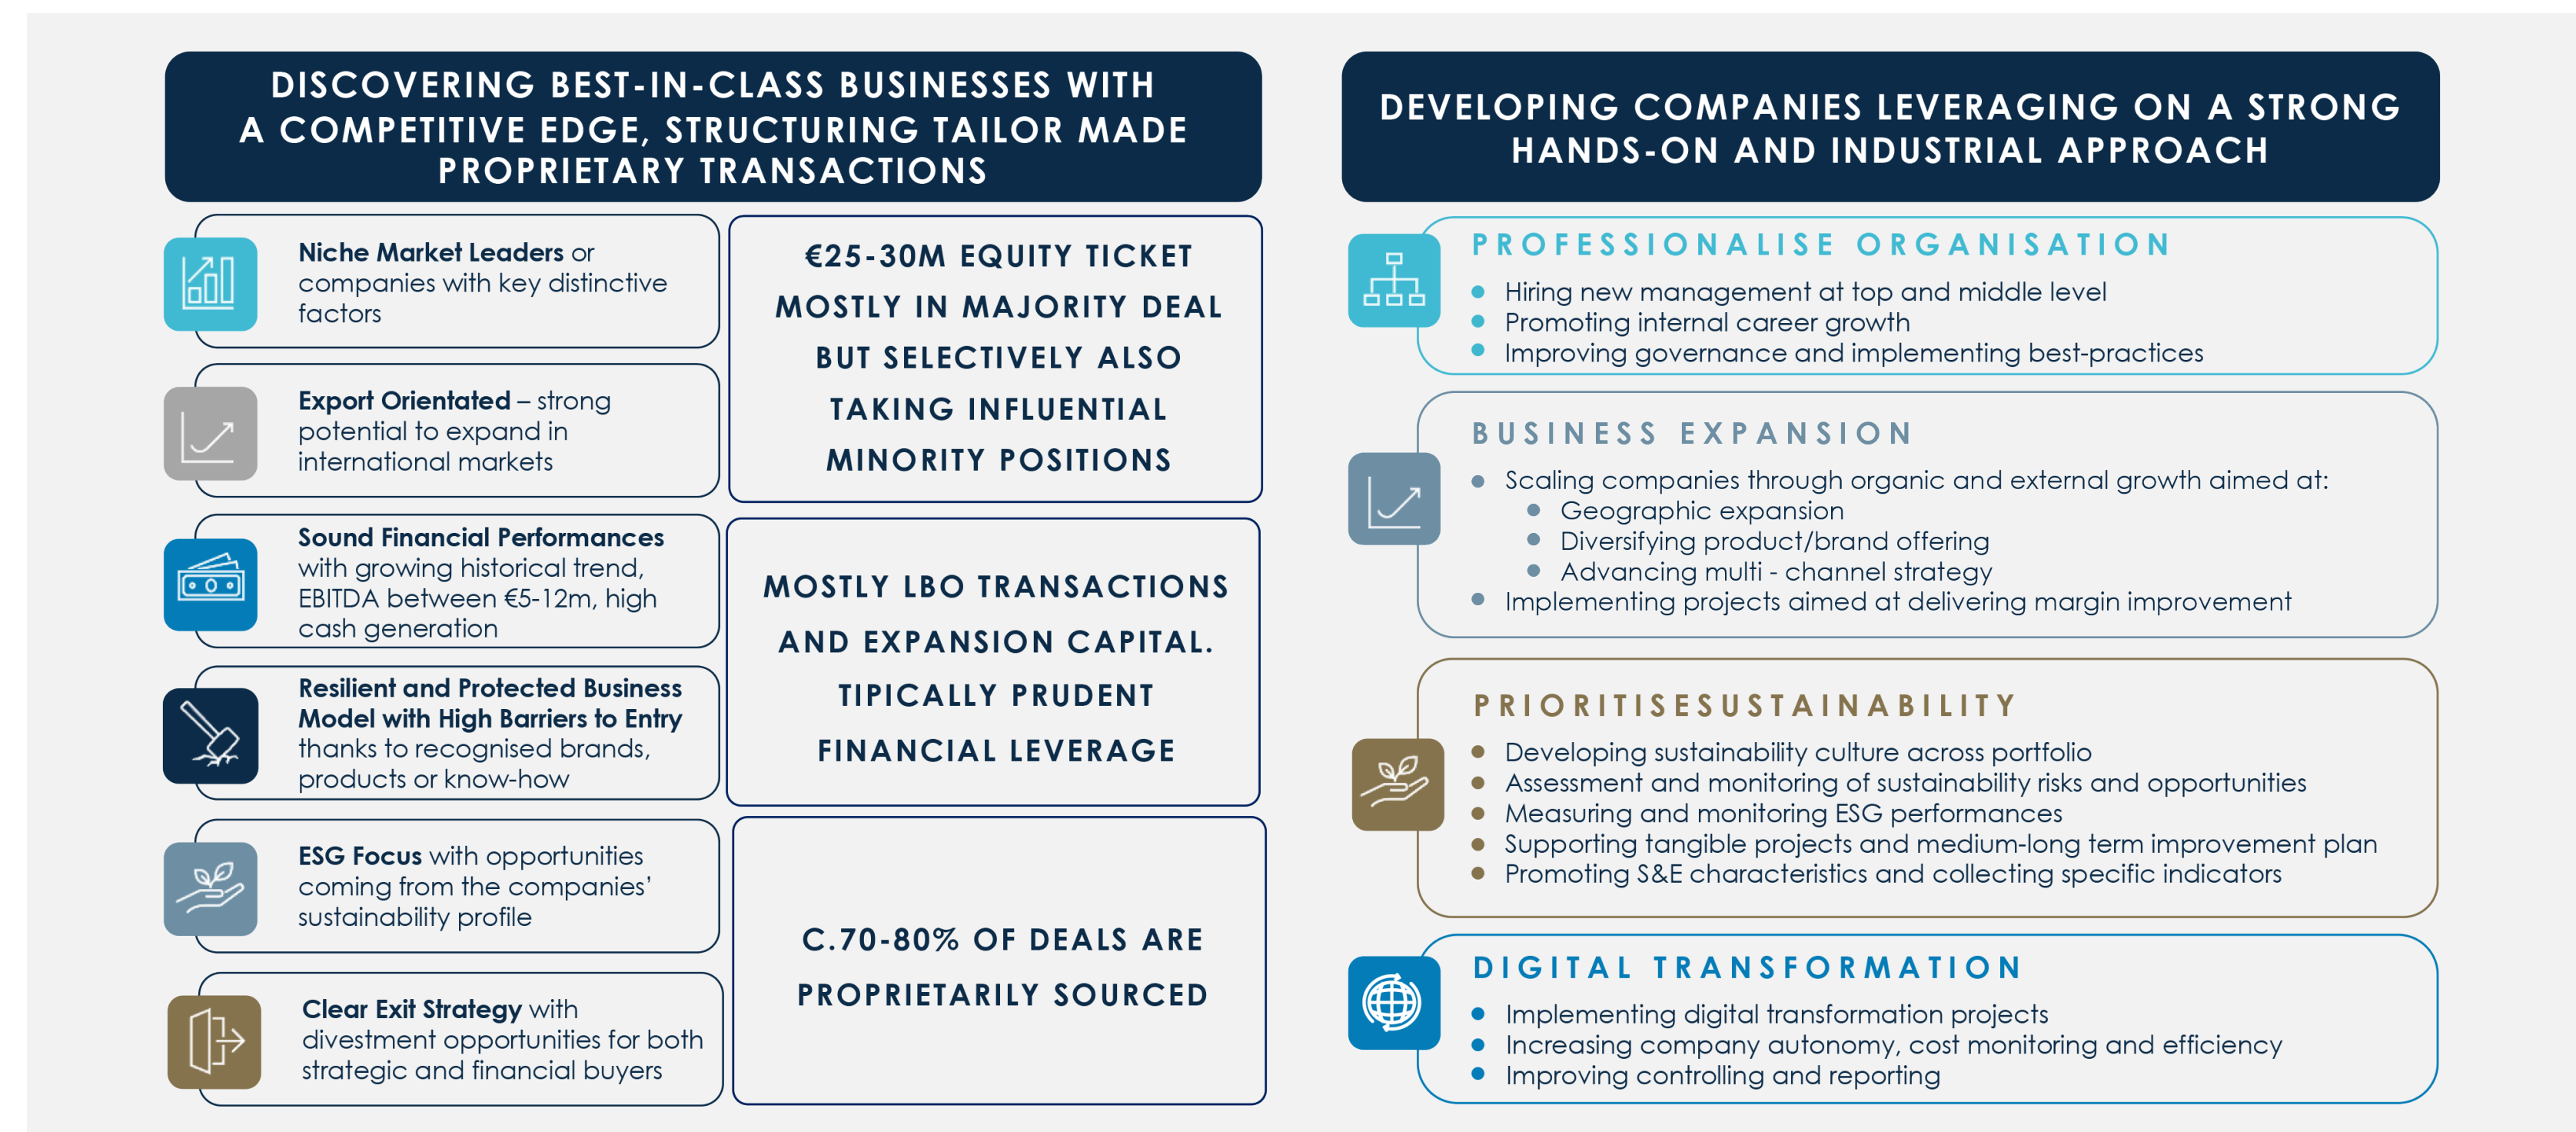 DISCOVERING BEST-IN-CLASS BUSINESSES WITH
A COMPETITIVE EDGE, STRUCTURING TAILOR MADE
PROPRIETARY TRANSACTIONS
Niche Market Leaders or
companies with key distinctive
factors
Export Orientated – strong
potential to expand in
international markets
Sound Financial Performances
with growing historical trend,
EBITDA between €5-12m, high
cash generation
Resilient and Protected Business
Model with High Barriers to Entry
thanks to recognised brands,
products or know-how
ESG Focus with opportunities
coming from the companies’
sustainability profile
Clear Exit Strategy with
divestment opportunities for both
strategic and financial buyers
€25-30M EQUITY TICKET
MOSTLY IN MAJORITY DEAL
BUT SELECTIVELY ALSO
TAKING INFLUENTIAL
MINORITY POSITIONS
MOSTLY LBO TRANSACTIONS
AND EXPANSION CAPITAL.
TIPICALLY PRUDENT
FINANCIAL LEVERAGE
C.70-80% OF DEALS ARE
PROPRIETARILY SOURCED
DEVELOPING COMPANIES LEVERAGING ON A STRONG
HANDS-ON AND INDUSTRIAL APPROACH
PROFESSIONALISE ORGANISATION
● Hiring new management at top and middle level
● Promoting internal career growth
● Improving governance and implementing best-practices
BUSINESS EXPANSION
● Scaling companies through organic and external growth aimed at:
● Geographic expansion
● Diversifying product/brand offering
● Advancing multi - channel strategy
● Implementing projects aimed at delivering margin improvement
PRIORITISESUSTAINABILITY
● Developing sustainability culture across portfolio
● Assessment and monitoring of sustainability risks and opportunities
● Measuring and monitoring ESG performances
● Supporting tangible projects and medium-long term improvement plan
● Promoting S&E characteristics and collecting specific indicators
DIGITAL TRANSFORMATION
● Implementing digital transformation projects
● Increasing company autonomy, cost monitoring and efficiency
● Improving controlling and reporting